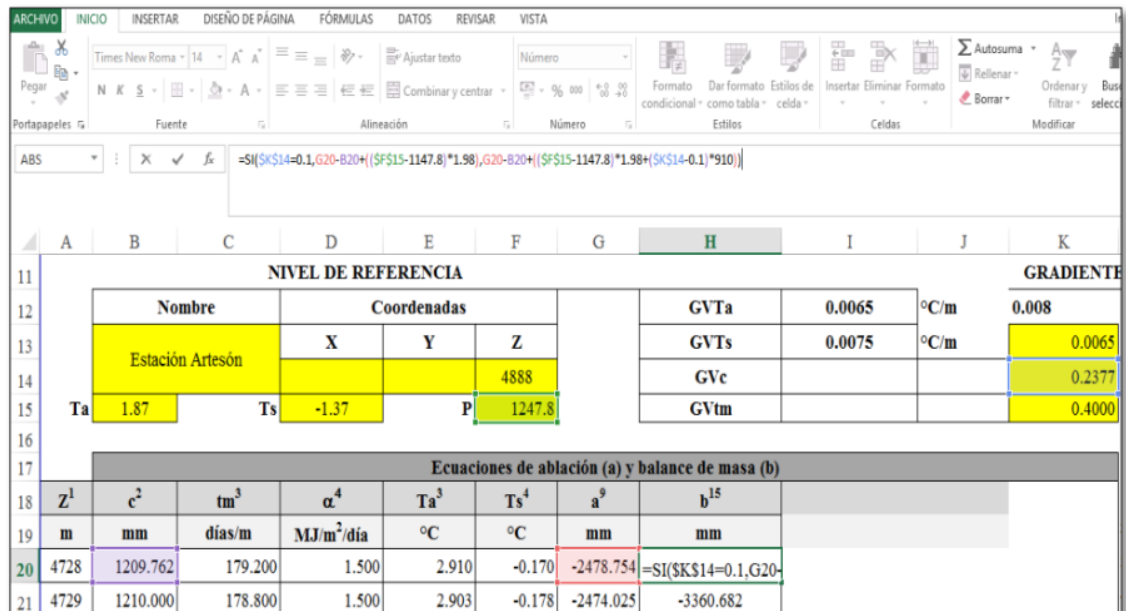 ARCHIVO INICIO INSERTAR DISEÑO DE PÁGINA FÓRMULAS DATOS REVISAR VISTA
Times New Roma 14 A A Ajustar texto Número Autosuma
Pegar N K S A Combinar y centrar % 000 Formato condicional Dar formato como tabla Estilos de celda Insertar Eliminar Formato Rellenar Borrar Ordenar y filtrar
Portapapeles Fuente Alineación Número Estilos Celdas Modificar
ABS fx =SI($K$14=0.1,G20-B20+(($F$15-1147.8)*1.98),G20-B20+(($F$15-1147.8)*1.98+($K$14-0.1)*910))
A B C D E F G H I J K
11 NIVEL DE REFERENCIA GRADIENTE
12 Nombre Coordenadas GVTa 0.0065 °C/m 0.008
13 Estación Artesón X Y Z GVTs 0.0075 °C/m 0.0065
14 4888 GVc 0.2377
15 Ta 1.87 Ts -1.37 P 1247.8 GVtm 0.4000
16
17 Ecuaciones de ablación (a) y balance de masa (b)
18 Z¹ c² tm³ α⁴ Ta³ Ts⁴ a⁹ b¹⁵
19 m mm días/m MJ/m²/día °C °C mm mm
20 4728 1209.762 179.200 1.500 2.910 -0.170 -2478.754 =SI($K$14=0.1,G20-
21 4729 1210.000 178.800 1.500 2.903 -0.178 -2474.025 -3360.682